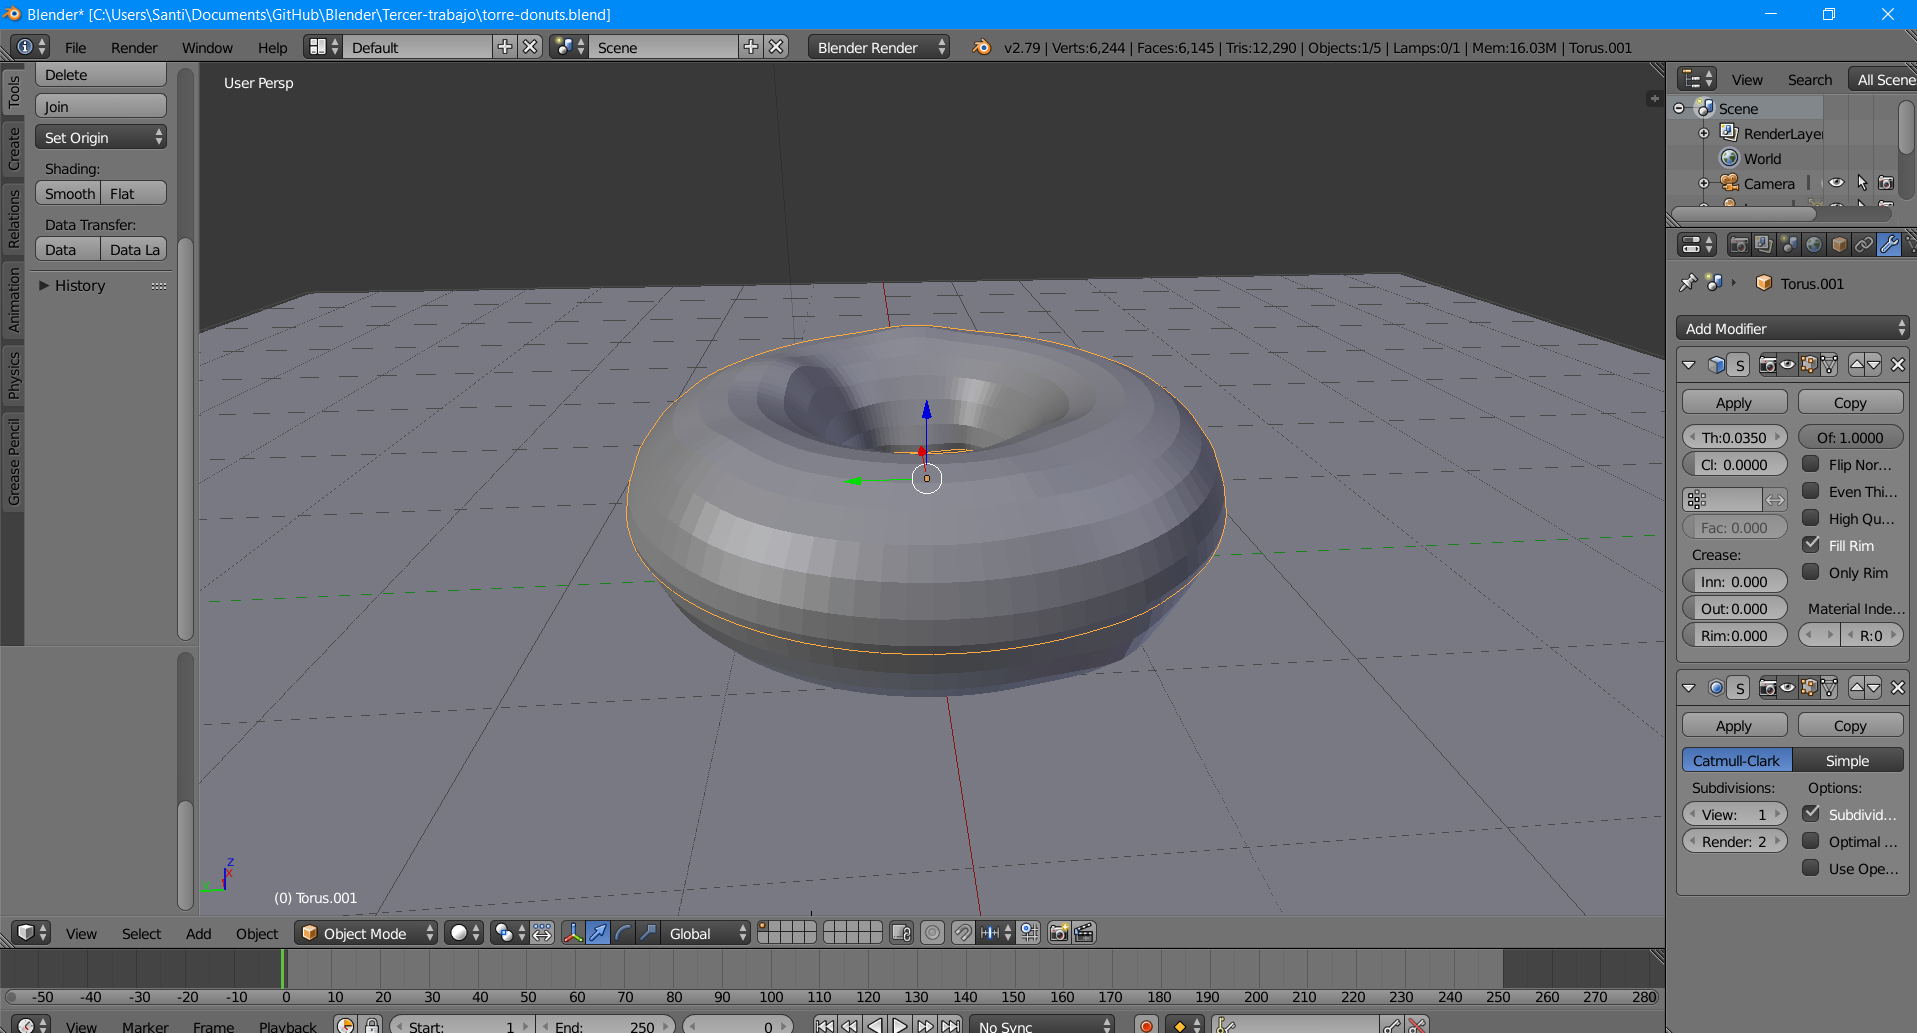 Blender* [C:\Users\Santi\Documents\GitHub\Blender\Tercer-trabajo\torre-donuts.blend]
File Render Window Help Default Scene Blender Render v2.79 | Verts:6,244 | Faces:6,145 | Tris:12,290 | Objects:1/5 | Lamps:0/1 | Mem:16.03M | Torus.001
Tools
Create
Relations
Animation
Physics
Grease Pencil
Delete
Join
Set Origin
Shading:
Smooth Flat
Data Transfer:
Data Data La
History
User Persp
(0) Torus.001
z
x
View Search All Scene
Scene
RenderLaye
World
Camera
Torus.001
Add Modifier
S
Apply Copy
Th:0.0350 Of: 1.0000
Cl: 0.0000 Flip Nor...
Even Thi...
High Qu...
Fac: 0.000
Crease: Fill Rim
Inn: 0.000 Only Rim
Out:0.000 Material Inde...
Rim:0.000 R:0
S
Apply Copy
Catmull-Clark Simple
Subdivisions: Options:
View: 1 Subdivid...
Render: 2 Optimal ...
Use Ope...
View Select Add Object Object Mode Global
-50 -40 -30 -20 -10 0 10 20 30 40 50 60 70 80 90 100 110 120 130 140 150 160 170 180 190 200 210 220 230 240 250 260 270 280
View Marker Frame Playback Start: 1 End: 250 0 No Sync